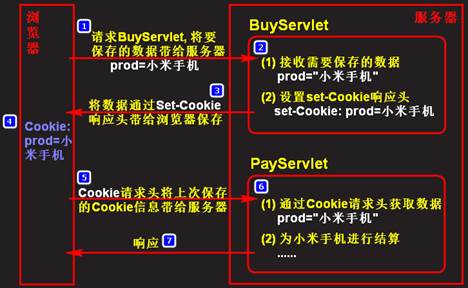 浏览器
服务器
1
请求BuyServlet, 将要
保存的数据带给服务器
prod=小米手机
BuyServlet
2
(1) 接收需要保存的数据
prod="小米手机"
(2) 设置set-Cookie响应头
set-Cookie: prod=小米手机
3
将数据通过Set-Cookie
响应头带给浏览器保存
4
Cookie:
prod=小
米手机
5
Cookie请求头将上次保存
的Cookie信息带给服务器
PayServlet
6
(1) 通过Cookie请求头获取数据
prod="小米手机"
(2) 为小米手机进行结算
......
响应 7